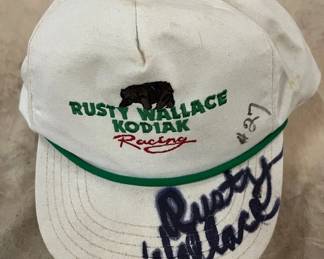 RUSTY WALLACE
KODIAK
Racing
#27
Rusty
Wallace